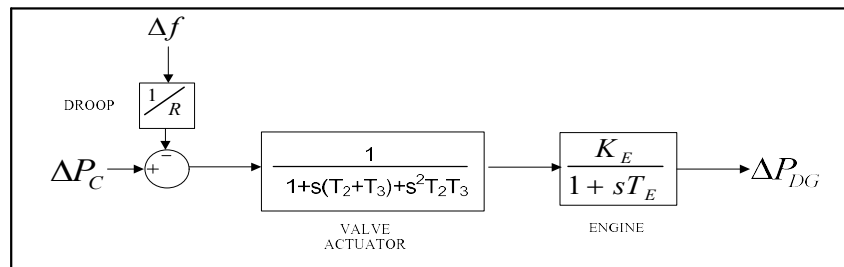 Δf
DROOP
1/R
−
ΔP_C
+
1
1+s(T₂+T₃)+s²T₂T₃
K_E
1 + sT_E
ΔP_DG
VALVE
ACTUATOR
ENGINE